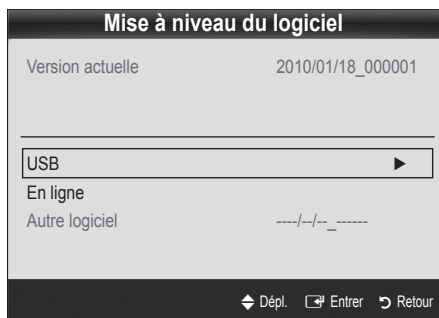 Mise à niveau du logiciel
Version actuelle 2010/01/18_000001
USB ►
En ligne
Autre logiciel ----/--/--_------
Dépl. Entrer Retour